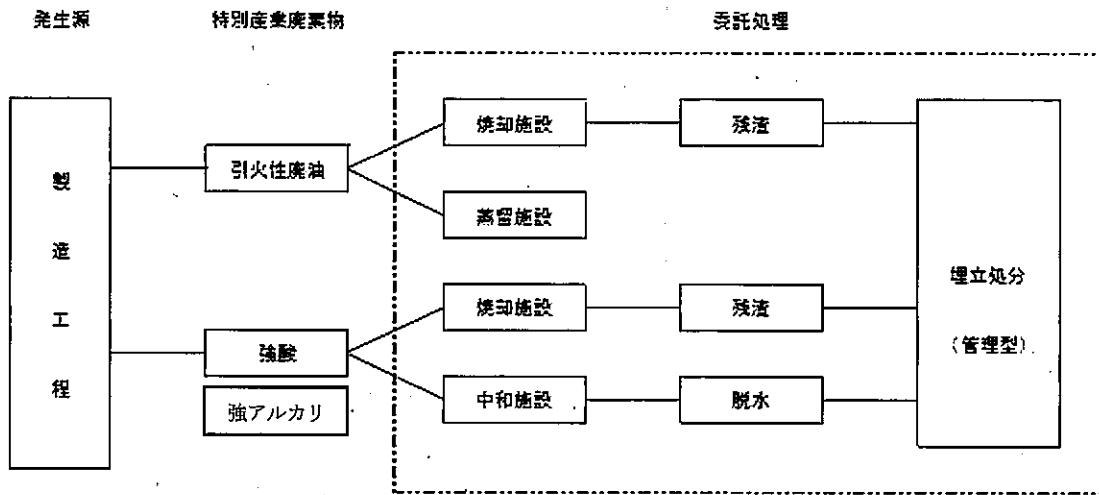 発生源
特別産業廃棄物
委託処理
製造工程
引火性廃油
強酸
強アルカリ
焼却施設
残渣
蒸留施設
焼却施設
残渣
中和施設
脱水
埋立処分
(管理型)